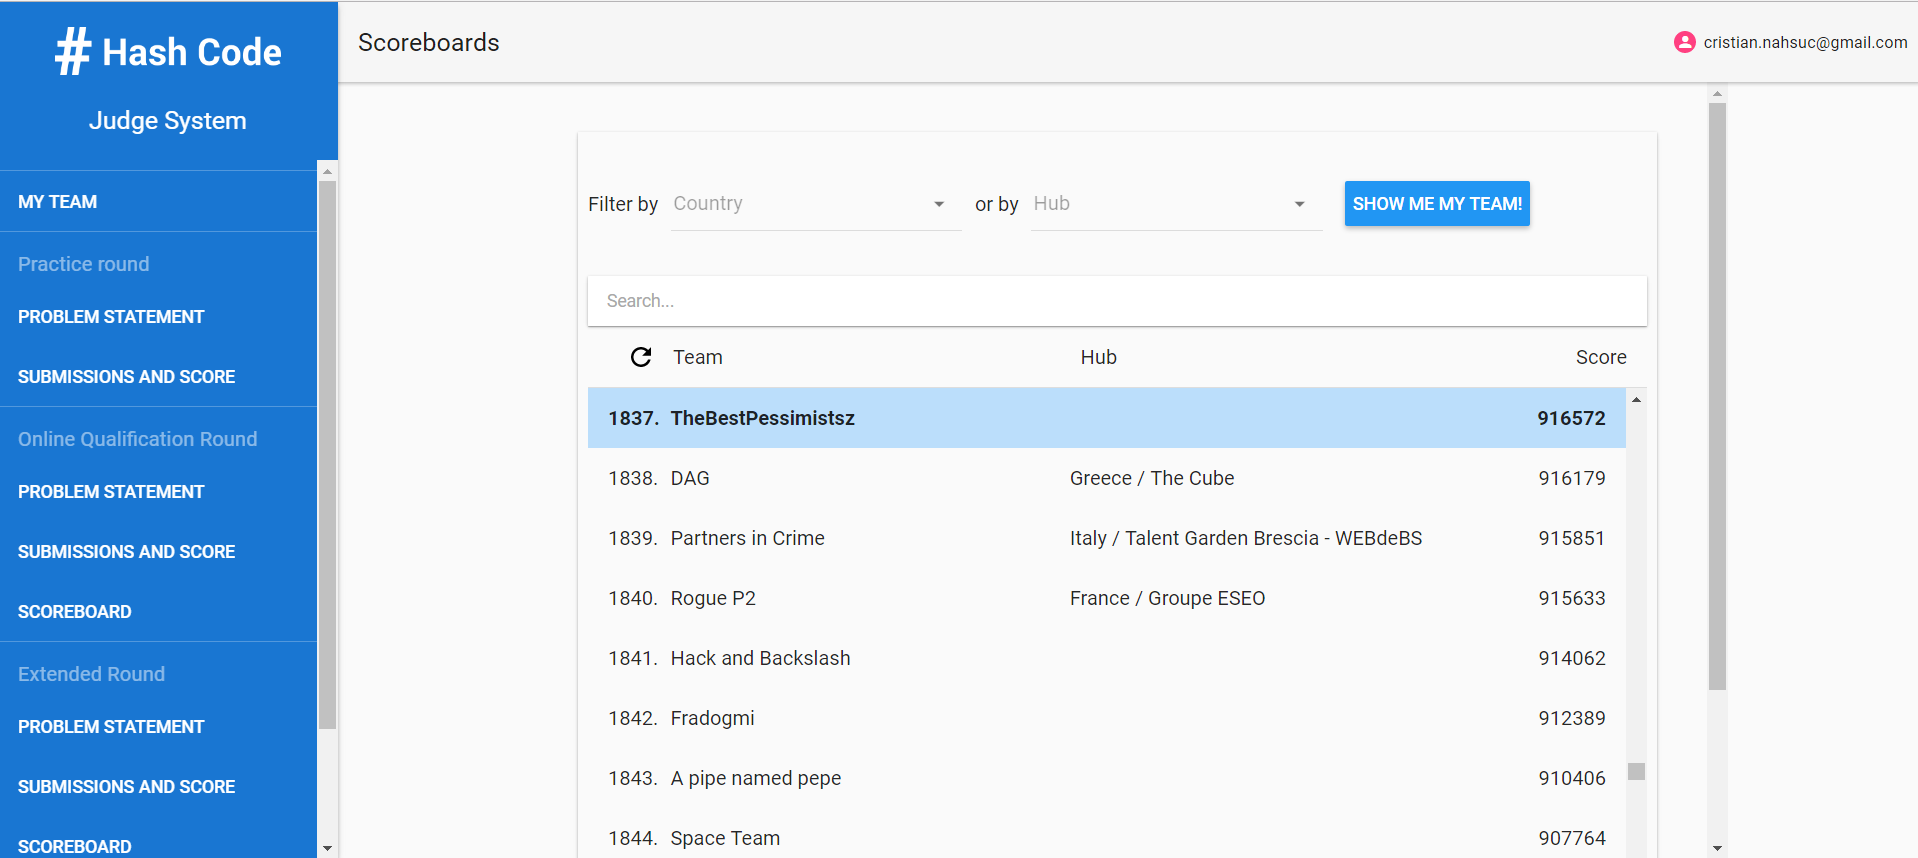 # Hash Code
Judge System
MY TEAM
Practice round
PROBLEM STATEMENT
SUBMISSIONS AND SCORE
Online Qualification Round
PROBLEM STATEMENT
SUBMISSIONS AND SCORE
SCOREBOARD
Extended Round
PROBLEM STATEMENT
SUBMISSIONS AND SCORE
SCOREBOARD
Scoreboards
cristian.nahsuc@gmail.com
Filter by Country or by Hub SHOW ME MY TEAM!
Search...
Team Hub Score
1837. TheBestPessimistsz 916572
1838. DAG Greece / The Cube 916179
1839. Partners in Crime Italy / Talent Garden Brescia - WEBdeBS 915851
1840. Rogue P2 France / Groupe ESEO 915633
1841. Hack and Backslash 914062
1842. Fradogmi 912389
1843. A pipe named pepe 910406
1844. Space Team 907764